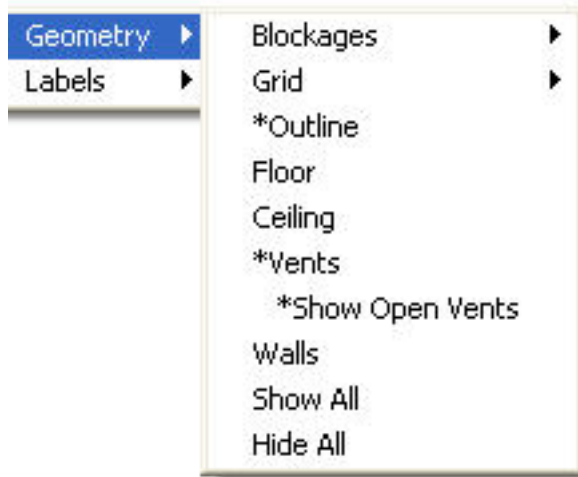 Geometry
Labels
Blockages
Grid
*Outline
Floor
Ceiling
*Vents
*Show Open Vents
Walls
Show All
Hide All